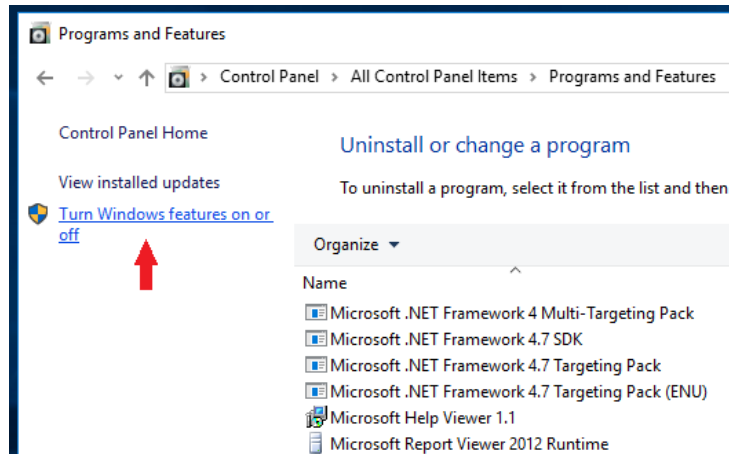 Programs and Features
Control Panel > All Control Panel Items > Programs and Features
Control Panel Home
View installed updates
Turn Windows features on or
off
Uninstall or change a program
To uninstall a program, select it from the list and then
Organize
Name
Microsoft .NET Framework 4 Multi-Targeting Pack
Microsoft .NET Framework 4.7 SDK
Microsoft .NET Framework 4.7 Targeting Pack
Microsoft .NET Framework 4.7 Targeting Pack (ENU)
Microsoft Help Viewer 1.1
Microsoft Report Viewer 2012 Runtime